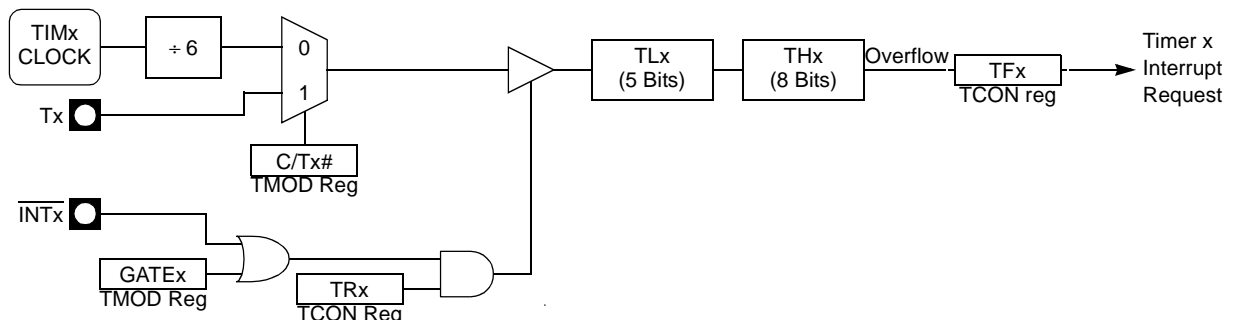 TIMx
CLOCK
÷ 6
0
1
Tx
C/Tx#
TMOD Reg
TLx
(5 Bits)
THx
(8 Bits)
Overflow
TFx
TCON reg
Timer x
Interrupt
Request
INTx
GATEx
TMOD Reg
TRx
TCON Reg